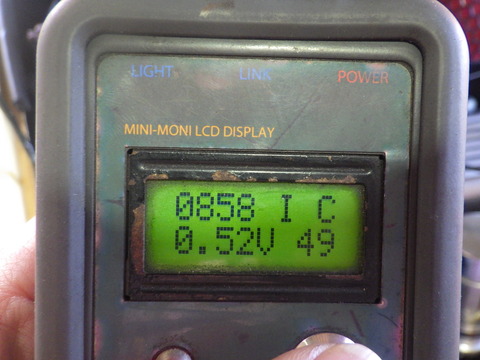 LIGHT LINK POWER
MINI-MONI LCD DISPLAY
0858 I C
0.52V 49